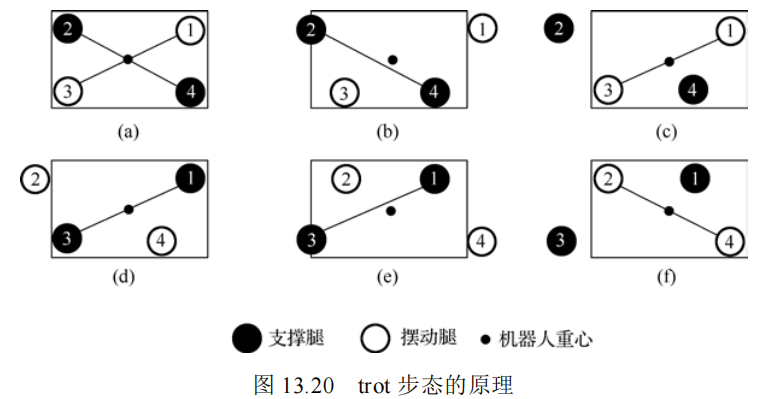 2 1 2 1 2 1
3 4 3 4 3 4
(a) (b) (c)
2 1 2 1 2 1
3 4 3 4 3 4
(d) (e) (f)
支撑腿 摆动腿 机器人重心
图 13.20 trot 步态的原理